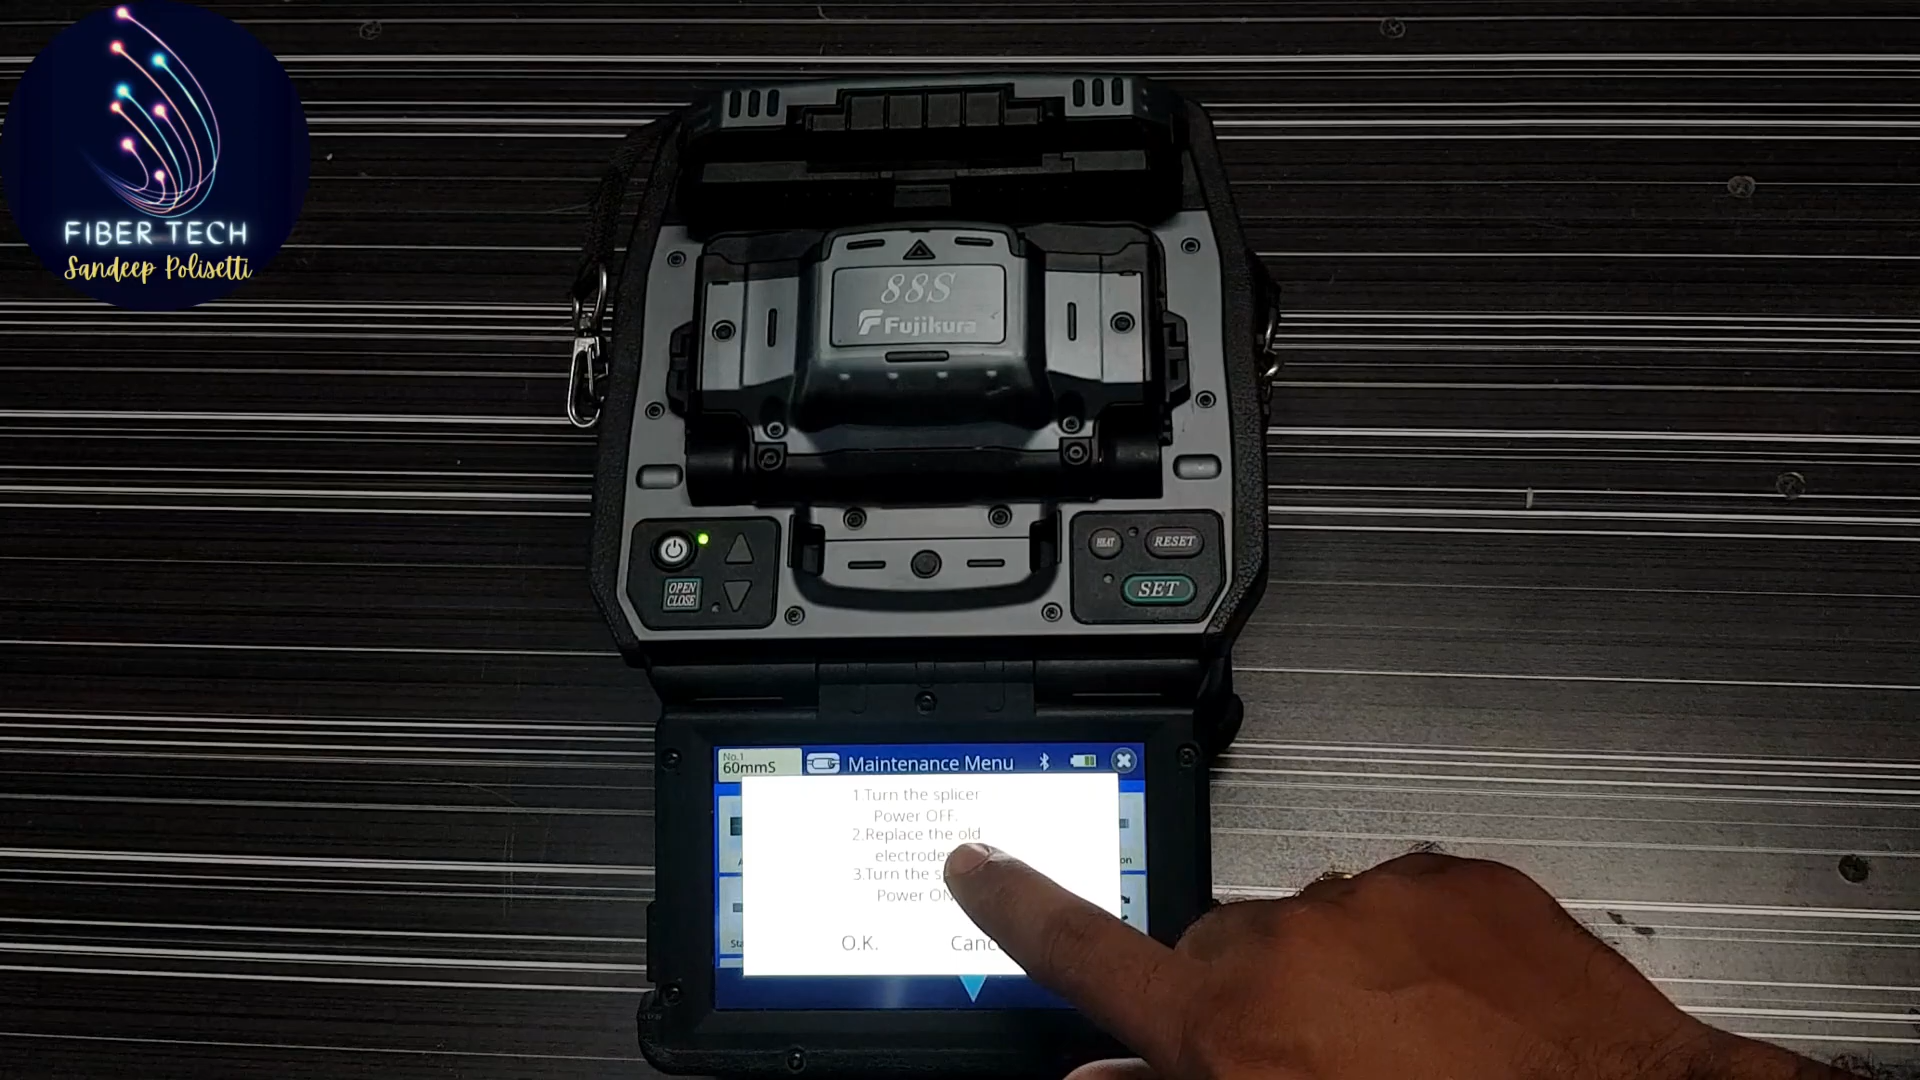 FIBER TECH
Sandeep Polisetti
88S
Fujikura
HEAT
RESET
OPEN
CLOSE
SET
No.1
60mmS
Maintenance Menu
1.Turn the splicer
Power OFF.
2.Replace the old
electrodes
3.Turn the
Power ON
O.K.